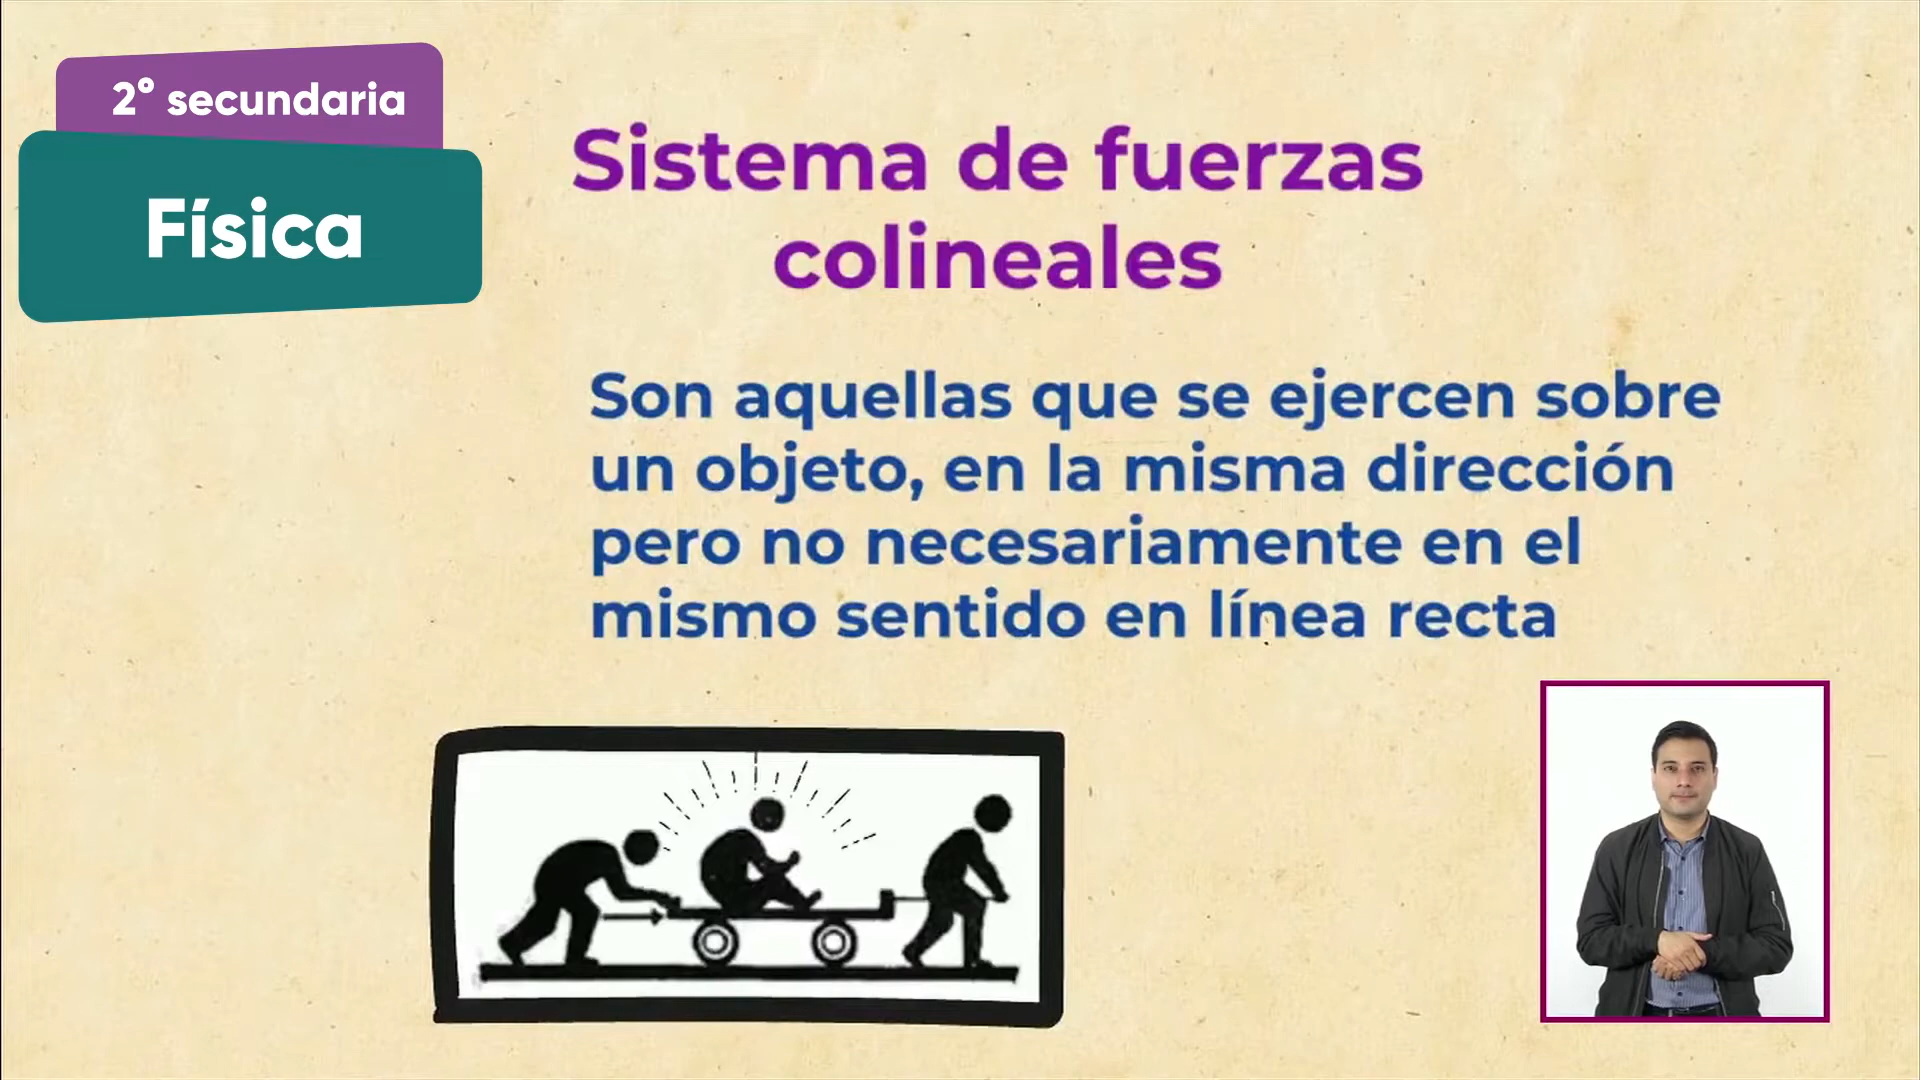 2° secundaria
Física
Sistema de fuerzas
colineales
Son aquellas que se ejercen sobre
un objeto, en la misma dirección
pero no necesariamente en el
mismo sentido en línea recta